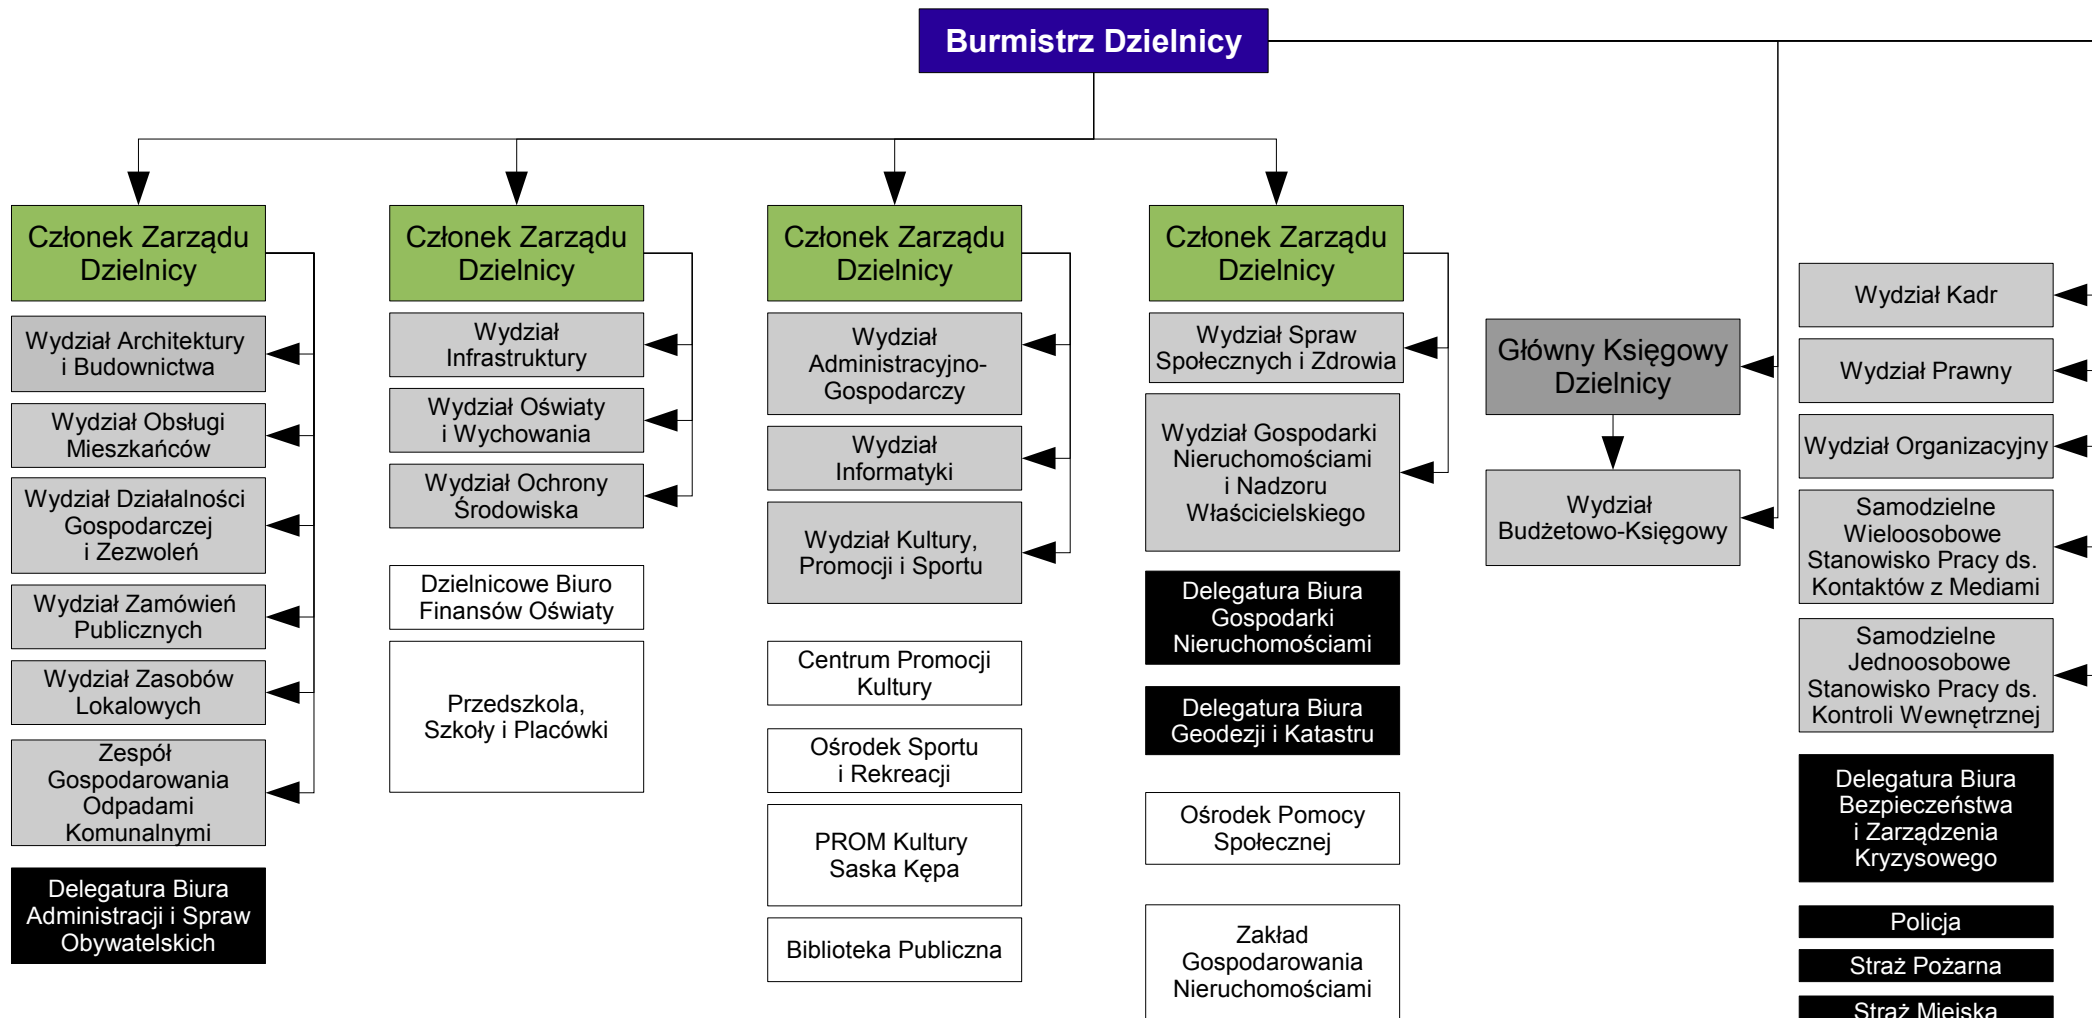 Burmistrz Dzielnicy
Członek Zarządu
Dzielnicy
Wydział Architektury
i Budownictwa
Wydział Obsługi
Mieszkańców
Wydział Działalności
Gospodarczej
i Zezwoleń
Wydział Zamówień
Publicznych
Wydział Zasobów
Lokalowych
Zespół
Gospodarowania
Odpadami
Komunalnymi
Delegatura Biura
Administracji i Spraw
Obywatelskich
Członek Zarządu
Dzielnicy
Wydział
Infrastruktury
Wydział Oświaty
i Wychowania
Wydział Ochrony
Środowiska
Dzielnicowe Biuro
Finansów Oświaty
Przedszkola,
Szkoły i Placówki
Członek Zarządu
Dzielnicy
Wydział
Administracyjno-
Gospodarczy
Wydział
Informatyki
Wydział Kultury,
Promocji i Sportu
Centrum Promocji
Kultury
Ośrodek Sportu
i Rekreacji
PROM Kultury
Saska Kępa
Biblioteka Publiczna
Członek Zarządu
Dzielnicy
Wydział Spraw
Społecznych i Zdrowia
Wydział Gospodarki
Nieruchomościami
i Nadzoru
Właścicielskiego
Delegatura Biura
Gospodarki
Nieruchomościami
Delegatura Biura
Geodezji i Katastru
Ośrodek Pomocy
Społecznej
Zakład
Gospodarowania
Nieruchomościami
Główny Księgowy
Dzielnicy
Wydział
Budżetowo-Księgowy
Wydział Kadr
Wydział Prawny
Wydział Organizacyjny
Samodzielne
Wieloosobowe
Stanowisko Pracy ds.
Kontaktów z Mediami
Samodzielne
Jednoosobowe
Stanowisko Pracy ds.
Kontroli Wewnętrznej
Delegatura Biura
Bezpieczeństwa
i Zarządzenia
Kryzysowego
Policja
Straż Pożarna
Straż Miejska